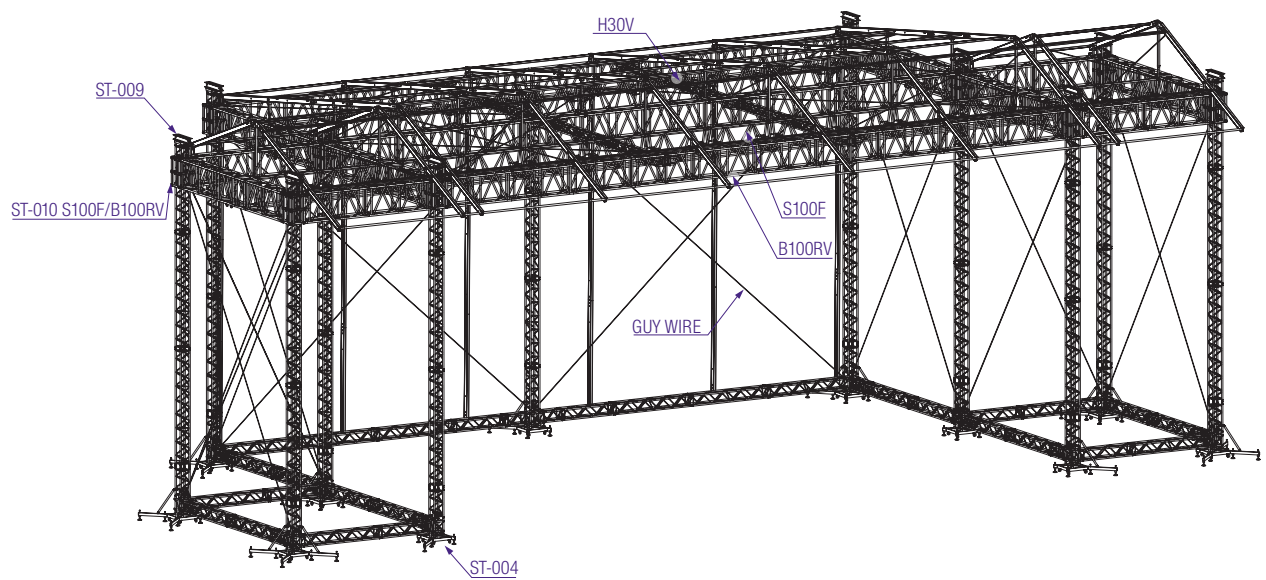 H30V
ST-009
ST-010 S100F/B100RV
S100F
B100RV
GUY WIRE
ST-004